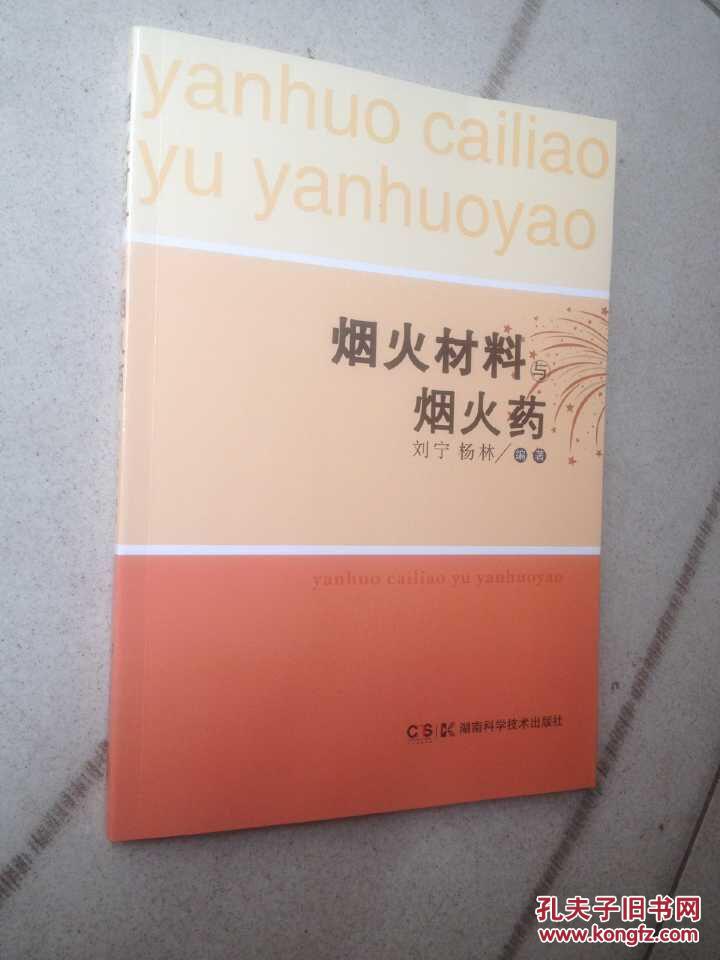 yanhuo cailiao
yu yanhuoyao
烟火材料与
烟火药
刘宁 杨林/编著
yanhuo cailiao yu yanhuoyao
CS K 湖南科学技术出版社
孔夫子旧书网
www.kongfz.com